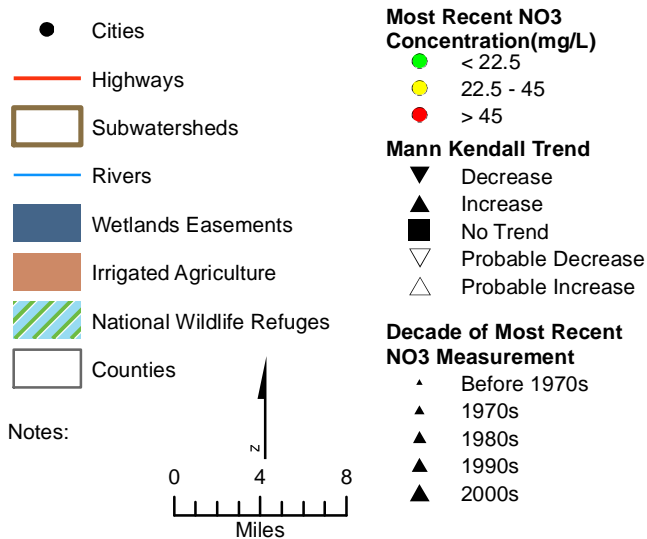 Cities
Highways
Subwatersheds
Rivers
Wetlands Easements
Irrigated Agriculture
National Wildlife Refuges
Counties
Notes:
N
0 4 8
Miles
Most Recent NO3
Concentration(mg/L)
< 22.5
22.5 - 45
> 45
Mann Kendall Trend
Decrease
Increase
No Trend
Probable Decrease
Probable Increase
Decade of Most Recent
NO3 Measurement
Before 1970s
1970s
1980s
1990s
2000s